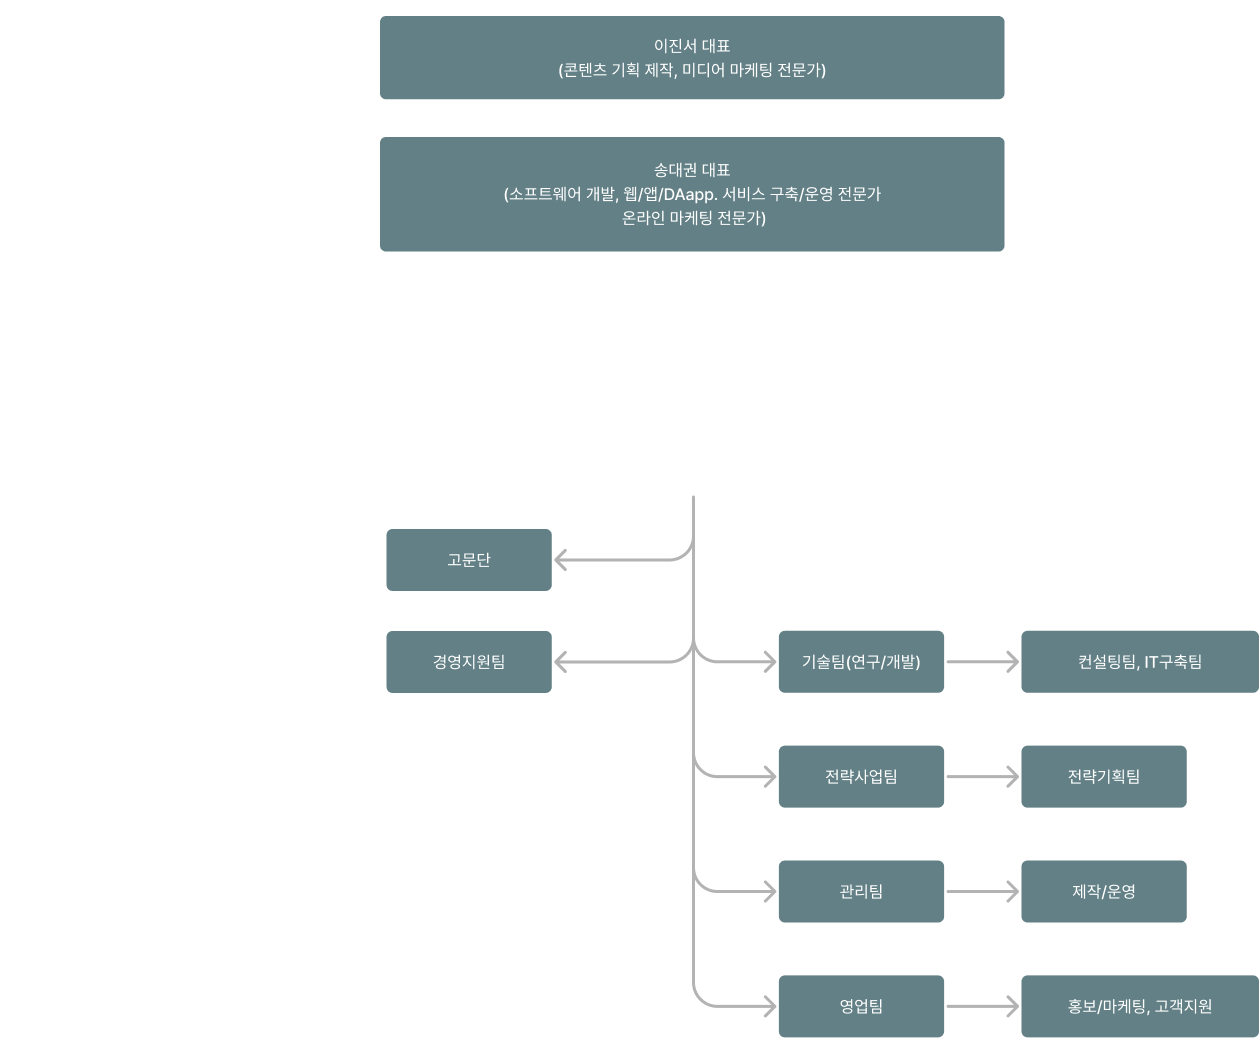 이진서 대표
(콘텐츠 기획 제작, 미디어 마케팅 전문가)
송대권 대표
(소프트웨어 개발, 웹/앱/DAapp. 서비스 구축/운영 전문가
온라인 마케팅 전문가)
고문단
경영지원팀
기술팀(연구/개발)
컨설팅팀, IT구축팀
전략사업팀
전략기획팀
관리팀
제작/운영
영업팀
홍보/마케팅, 고객지원